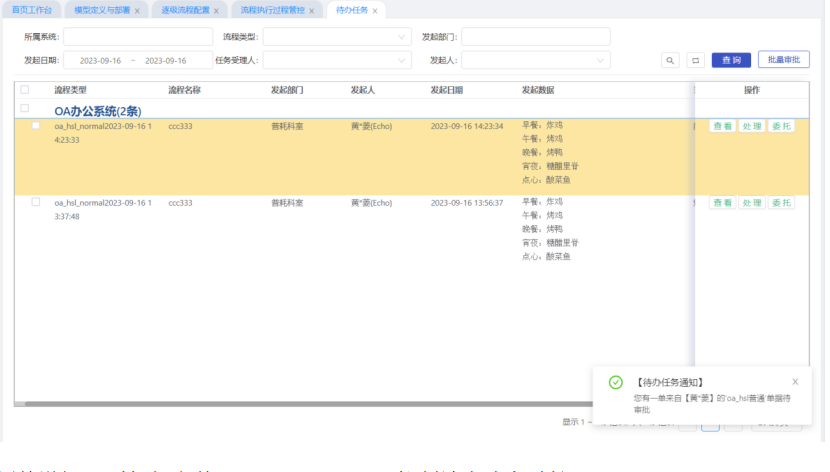 首页工作台 模型定义与部署 x 逐级流程配置 x 流程执行过程管控 x 待办任务 x
所属系统: 流程类型: 发起部门:
发起日期: 2023-09-16 ~ 2023-09-16 任务受理人: 发起人: 查 询 批量审批
流程类型 流程名称 发起部门 发起人 发起日期 发起数据 操作
OA办公系统(2条)
oa_hsl_normal2023-09-16 1 ccc333 普耗科室 黄*菱(Echo) 2023-09-16 14:23:34 早餐：炸鸡 查 看 处 理 委 托
4:23:33 午餐：烤鸡
晚餐：烤鸭
宵夜：糖醋里脊
点心：酸菜鱼
oa_hsl_normal2023-09-16 1 ccc333 普耗科室 黄*菱(Echo) 2023-09-16 13:56:37 早餐：炸鸡 查 看 处 理 委 托
3:37:48 午餐：烤鸡
晚餐：烤鸭
宵夜：糖醋里脊
点心：酸菜鱼
【待办任务通知】 x
您有一单来自【黄*菱】的'oa_hsl普通'单据待
审批
显示 1 ~